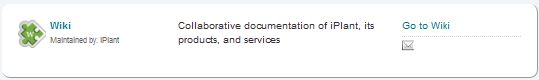 Wiki
Maintained by: iPlant
Collaborative documentation of iPlant, its
products, and services
Go to Wiki
W